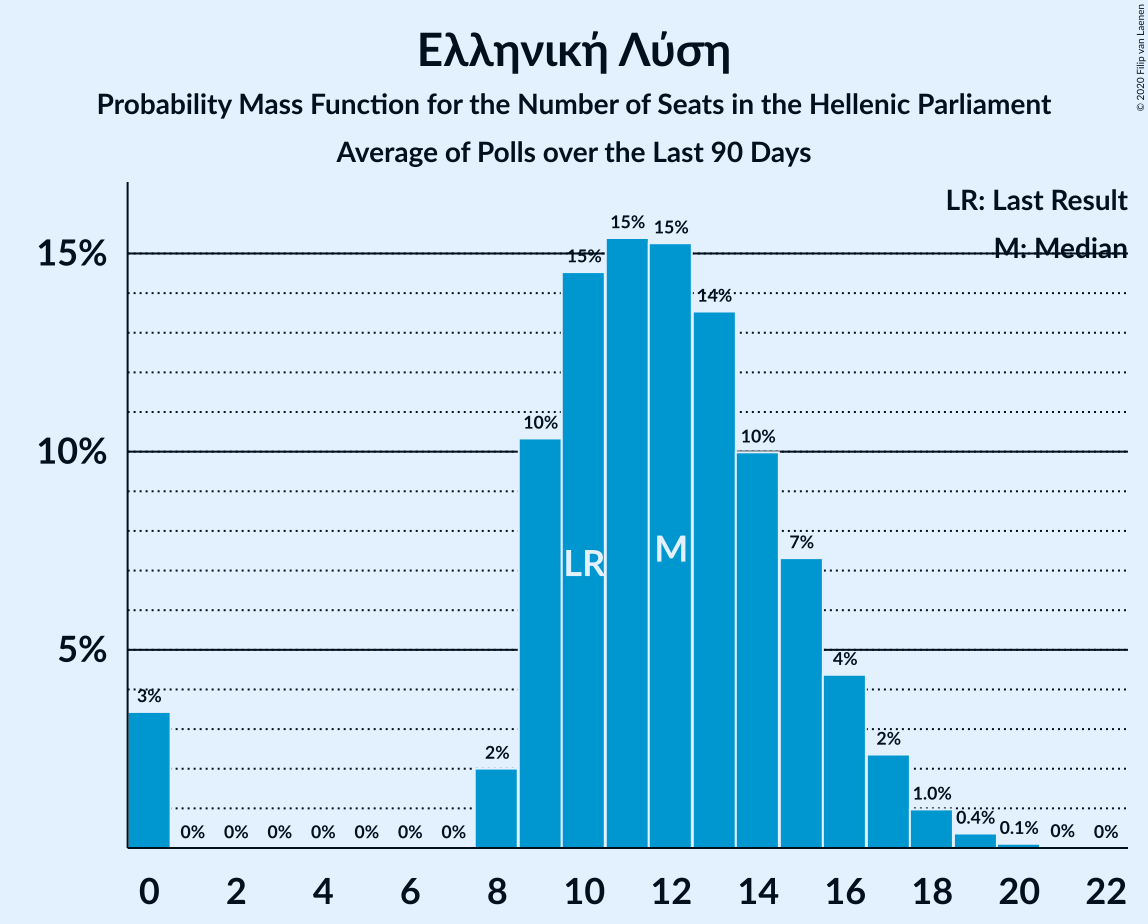 Ελληνική Λύση
Probability Mass Function for the Number of Seats in the Hellenic Parliament
Average of Polls over the Last 90 Days
© 2020 Filip van Laenen
LR: Last Result
M: Median
15%
10%
5%
3%
0%
0%
0%
0%
0%
0%
0%
2%
10%
15%
15%
15%
14%
10%
7%
4%
2%
1.0%
0.4%
0.1%
0%
0%
LR
M
0 2 4 6 8 10 12 14 16 18 20 22